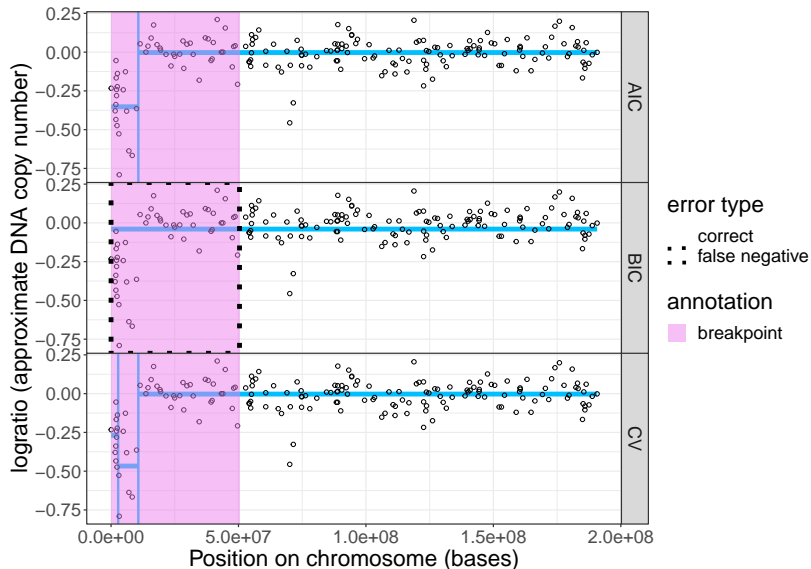 0.25
0.00
−0.25
−0.50
−0.75
AIC
0.25
0.00
−0.25
−0.50
−0.75
BIC
0.25
0.00
−0.25
−0.50
−0.75
CV
0.0e+00
5.0e+07
1.0e+08
1.5e+08
2.0e+08
Position on chromosome (bases)
logratio (approximate DNA copy number)
error type
correct
false negative
annotation
breakpoint